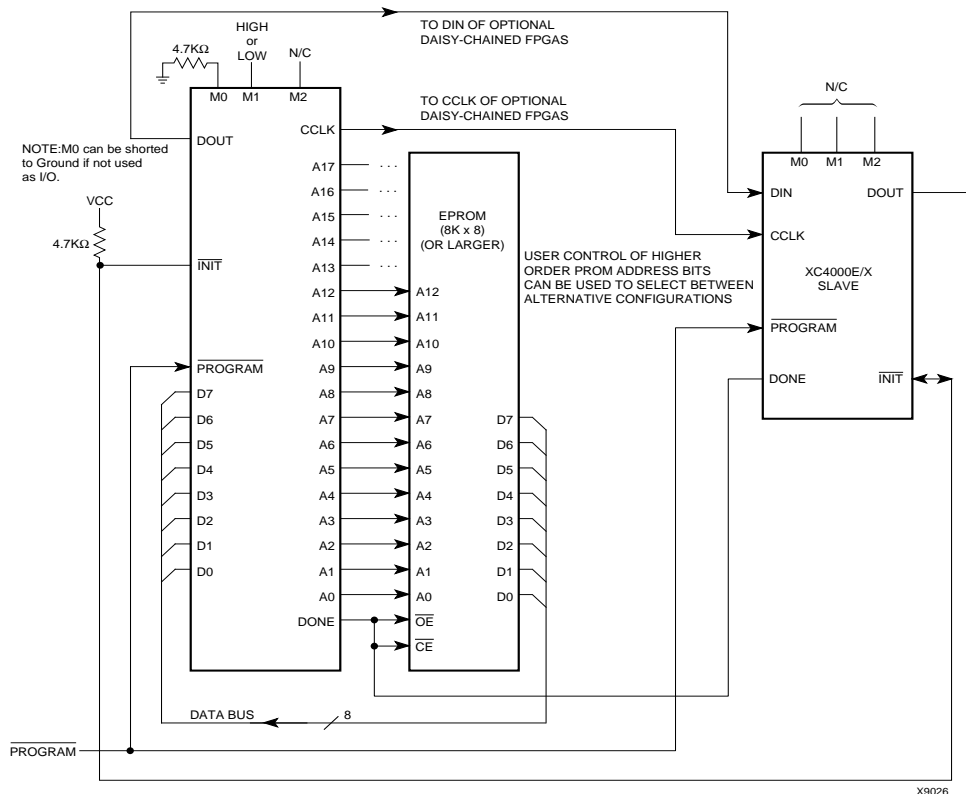 HIGH
or
LOW
4.7KΩ
N/C
M0 M1 M2
TO DIN OF OPTIONAL
DAISY-CHAINED FPGAS
TO CCLK OF OPTIONAL
DAISY-CHAINED FPGAS
NOTE:M0 can be shorted
to Ground if not used
as I/O.
VCC
4.7KΩ
DOUT
INIT
PROGRAM
D7
D6
D5
D4
D3
D2
D1
D0
CCLK
A17 ...
A16 ...
A15 ...
A14 ...
A13 ...
A12
A11
A10
A9
A8
A7
A6
A5
A4
A3
A2
A1
A0
DONE
EPROM
(8K x 8)
(OR LARGER)
A12
A11
A10
A9
A8
A7
A6
A5
A4
A3
A2
A1
A0
OE
CE
D7
D6
D5
D4
D3
D2
D1
D0
USER CONTROL OF HIGHER
ORDER PROM ADDRESS BITS
CAN BE USED TO SELECT BETWEEN
ALTERNATIVE CONFIGURATIONS
N/C
M0 M1 M2
DIN DOUT
CCLK
XC4000E/X
SLAVE
PROGRAM
DONE INIT
DATA BUS 8
PROGRAM
X9026